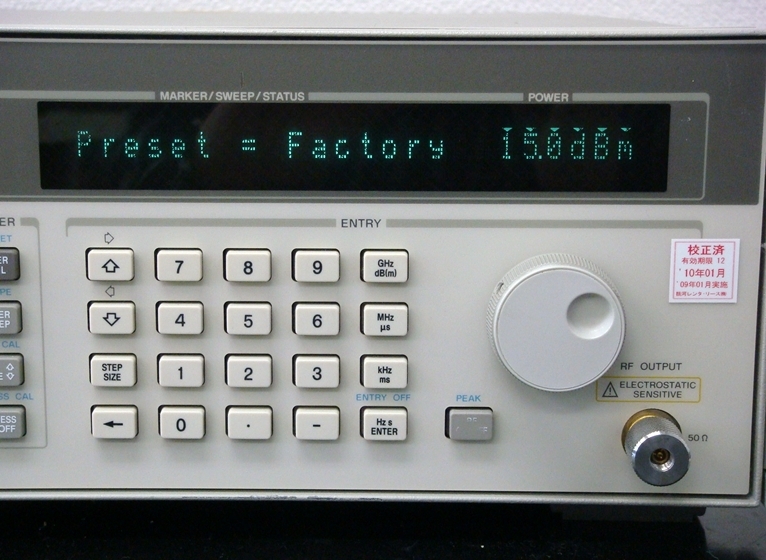 MARKER/SWEEP/STATUS POWER
Preset = Factory 15.0dBm
ENTRY
7 8 9 GHz dB(m)
4 5 6 MHz μs
STEP SIZE 1 2 3 kHz ms
ENTRY OFF
← 0 . - Hz s ENTER
PEAK
校正済
有効期限 12
'10年01月
'09年01月実施
RF OUTPUT
ELECTROSTATIC
SENSITIVE
50 Ω
ER
ET
CAL